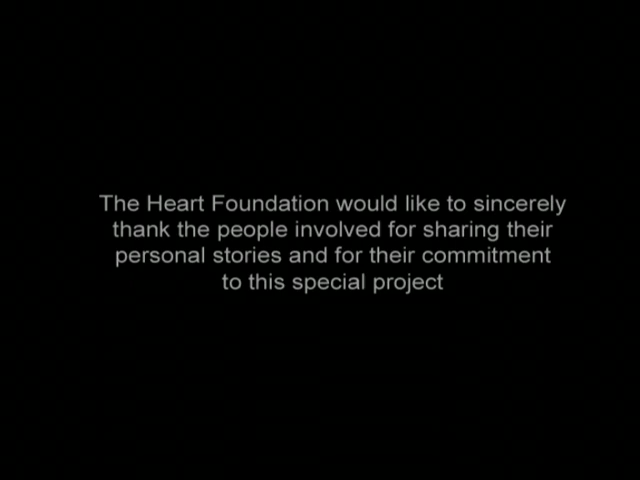 The Heart Foundation would like to sincerely
thank the people involved for sharing their
personal stories and for their commitment
to this special project